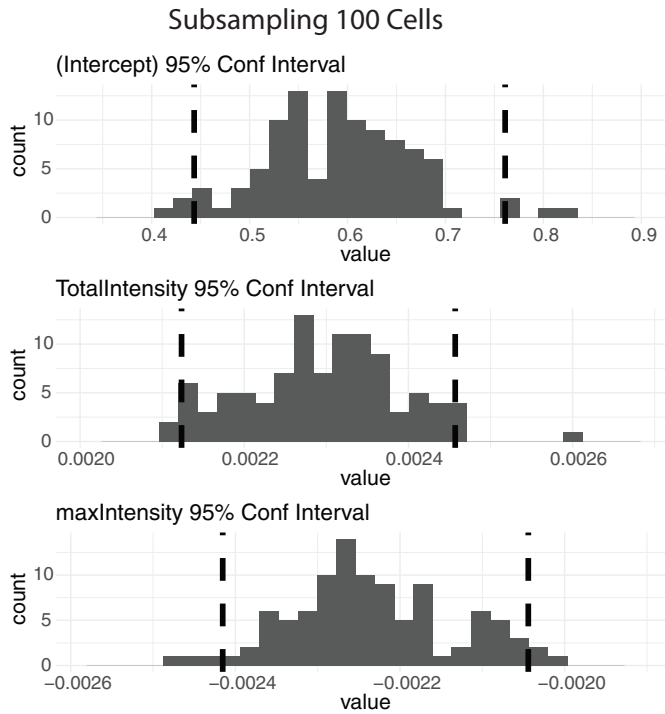 Subsampling 100 Cells
(Intercept) 95% Conf Interval
count
10
5
0
0.4 0.5 0.6 0.7 0.8 0.9
value
TotalIntensity 95% Conf Interval
count
10
5
0
0.0020 0.0022 0.0024 0.0026
value
maxIntensity 95% Conf Interval
count
10
5
0
−0.0026 −0.0024 −0.0022 −0.0020
value